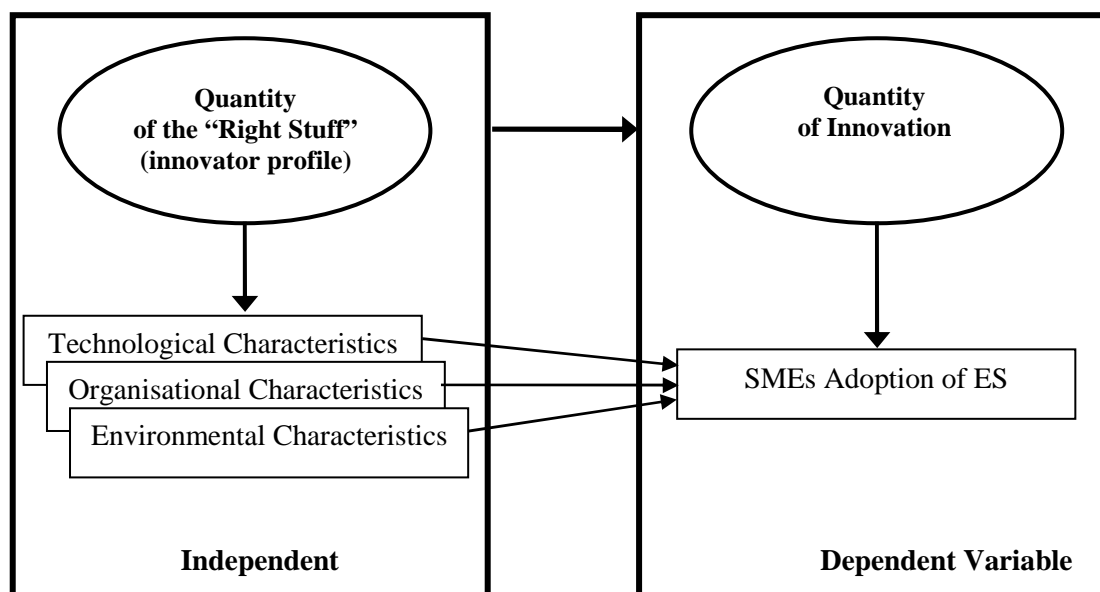 Quantity
of the “Right Stuff”
(innovator profile)
Technological Characteristics
Organisational Characteristics
Environmental Characteristics
Independent
Quantity
of Innovation
SMEs Adoption of ES
Dependent Variable